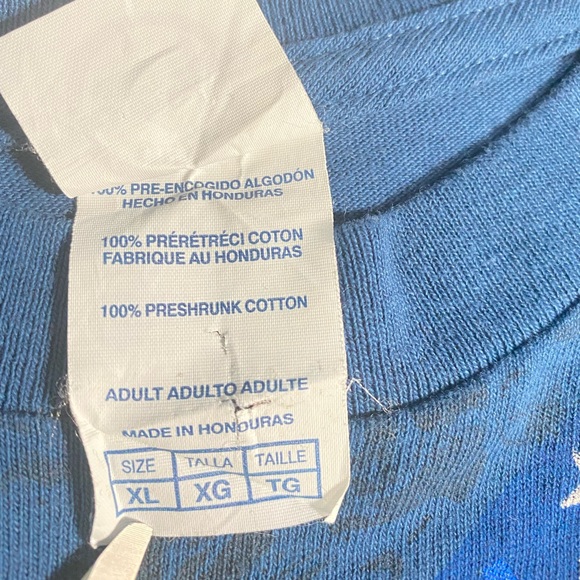 PRE-ENCOGIDO ALGODÓN
HECHO EN HONDURAS
100% PRÉRÉTRÉCI COTON
FABRIQUE AU HONDURAS
100% PRESHRUNK COTTON
ADULT ADULTO ADULTE
MADE IN HONDURAS
SIZE TALLA TAILLE
XL XG TG